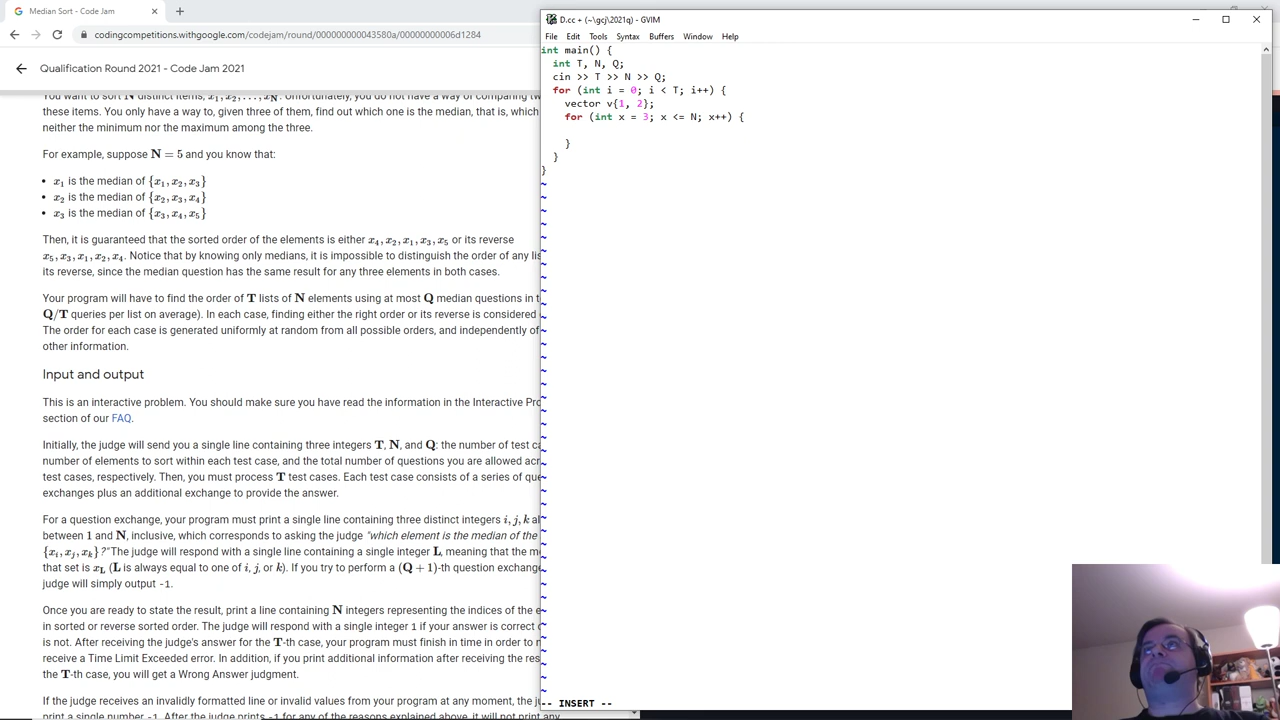 Median Sort - Code Jam
codingcompetitions.withgoogle.com/codejam/round/0000000000043580a/00000000006d1284
Qualification Round 2021 - Code Jam 2021
these items. You only have a way to, given three of them, find out which one is the median, that is, which
neither the minimum nor the maximum among the three.
For example, suppose N = 5 and you know that:
• x1 is the median of {x1, x2, x3}
• x2 is the median of {x2, x3, x4}
• x3 is the median of {x3, x4, x5}
Then, it is guaranteed that the sorted order of the elements is either x4, x2, x1, x3, x5 or its reverse
x5, x3, x1, x2, x4. Notice that by knowing only medians, it is impossible to distinguish the order of any lis
its reverse, since the median question has the same result for any three elements in both cases.
Your program will have to find the order of T lists of N elements using at most Q median questions in t
Q/T queries per list on average). In each case, finding either the right order or its reverse is considered
The order for each case is generated uniformly at random from all possible orders, and independently of
other information.
Input and output
This is an interactive problem. You should make sure you have read the information in the Interactive Pro
section of our FAQ.
Initially, the judge will send you a single line containing three integers T, N, and Q: the number of test ca
number of elements to sort within each test case, and the total number of questions you are allowed acr
test cases, respectively. Then, you must process T test cases. Each test case consists of a series of que
exchanges plus an additional exchange to provide the answer.
For a question exchange, your program must print a single line containing three distinct integers i, j, k al
between 1 and N, inclusive, which corresponds to asking the judge "which element is the median of the
{xi, xj, xk}?" The judge will respond with a single line containing a single integer L, meaning that the me
that set is xL (L is always equal to one of i, j, or k). If you try to perform a (Q + 1)-th question exchange
judge will simply output -1.
Once you are ready to state the result, print a line containing N integers representing the indices of the e
in sorted or reverse sorted order. The judge will respond with a single integer 1 if your answer is correct o
is not. After receiving the judge's answer for the T-th case, your program must finish in time in order to n
receive a Time Limit Exceeded error. In addition, if you print additional information after receiving the res
the T-th case, you will get a Wrong Answer judgment.
If the judge receives an invalidly formatted line or invalid values from your program at any moment, the ju
print a single number -1. After the judge prints -1 for any of the reasons explained above, it will not print any
D.cc + (~\gcj\2021q) - GVIM
File Edit Tools Syntax Buffers Window Help
int main() {
  int T, N, Q;
  cin >> T >> N >> Q;
  for (int i = 0; i < T; i++) {
    vector v{1, 2};
    for (int x = 3; x <= N; x++) {
    }
  }
}
-- INSERT --